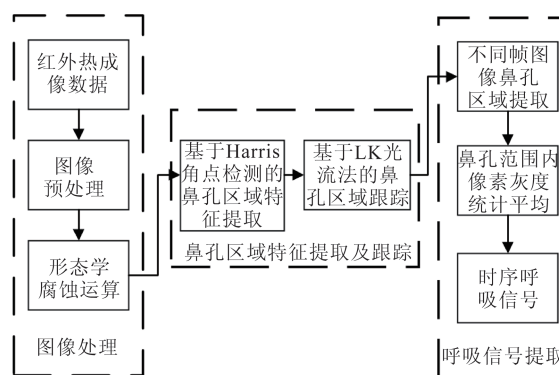 红外热成
像数据
图像
预处理
形态学
腐蚀运算
图像处理
基于Harris
角点检测的
鼻孔区域特
征提取
基于LK光
流法的鼻
孔区域跟踪
鼻孔区域特征提取及跟踪
不同帧图
像鼻孔
区域提取
鼻孔范围内
像素灰度
统计平均
时序呼
吸信号
呼吸信号提取